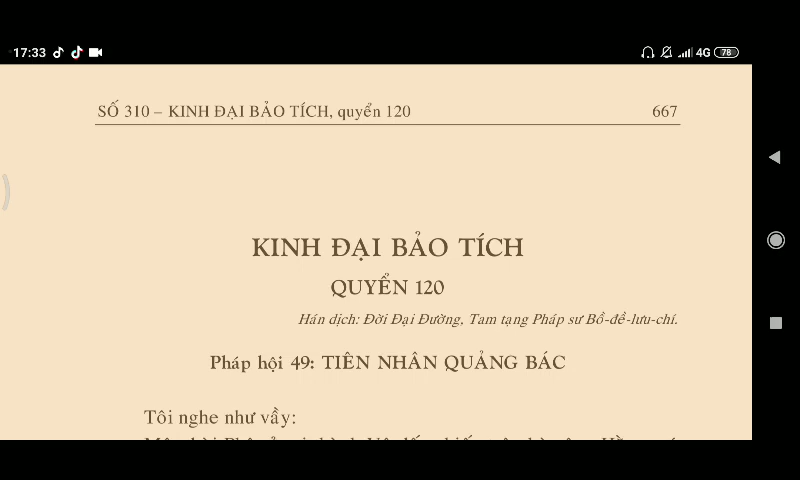 17:33
4G 78
SỐ 310 – KINH ĐẠI BẢO TÍCH, quyển 120 667
KINH ĐẠI BẢO TÍCH
QUYỂN 120
Hán dịch: Đời Đại Đường, Tam tạng Pháp sư Bồ-đề-lưu-chí.
Pháp hội 49: TIÊN NHÂN QUẢNG BÁC
Tôi nghe như vầy: